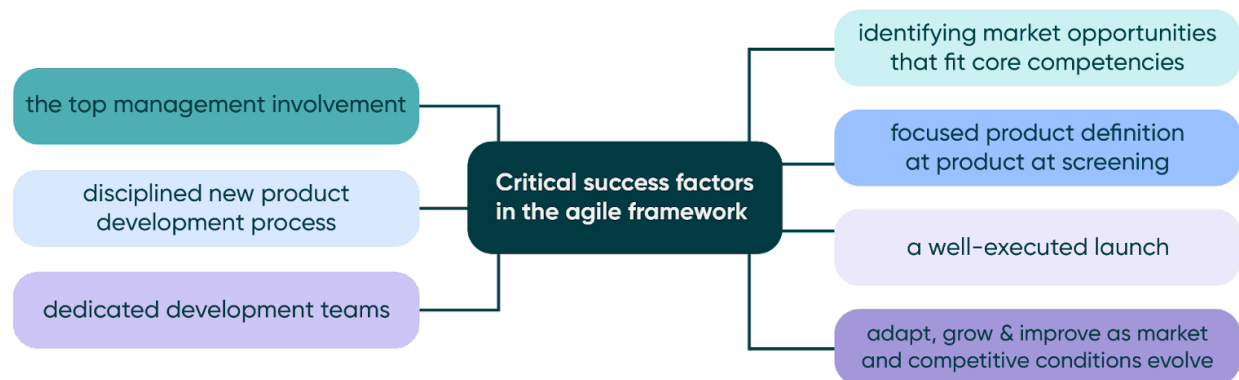 the top management involvement
disciplined new product
development process
dedicated development teams
Critical success factors
in the agile framework
identifying market opportunities
that fit core competencies
focused product definition
at product at screening
a well-executed launch
adapt, grow & improve as market
and competitive conditions evolve